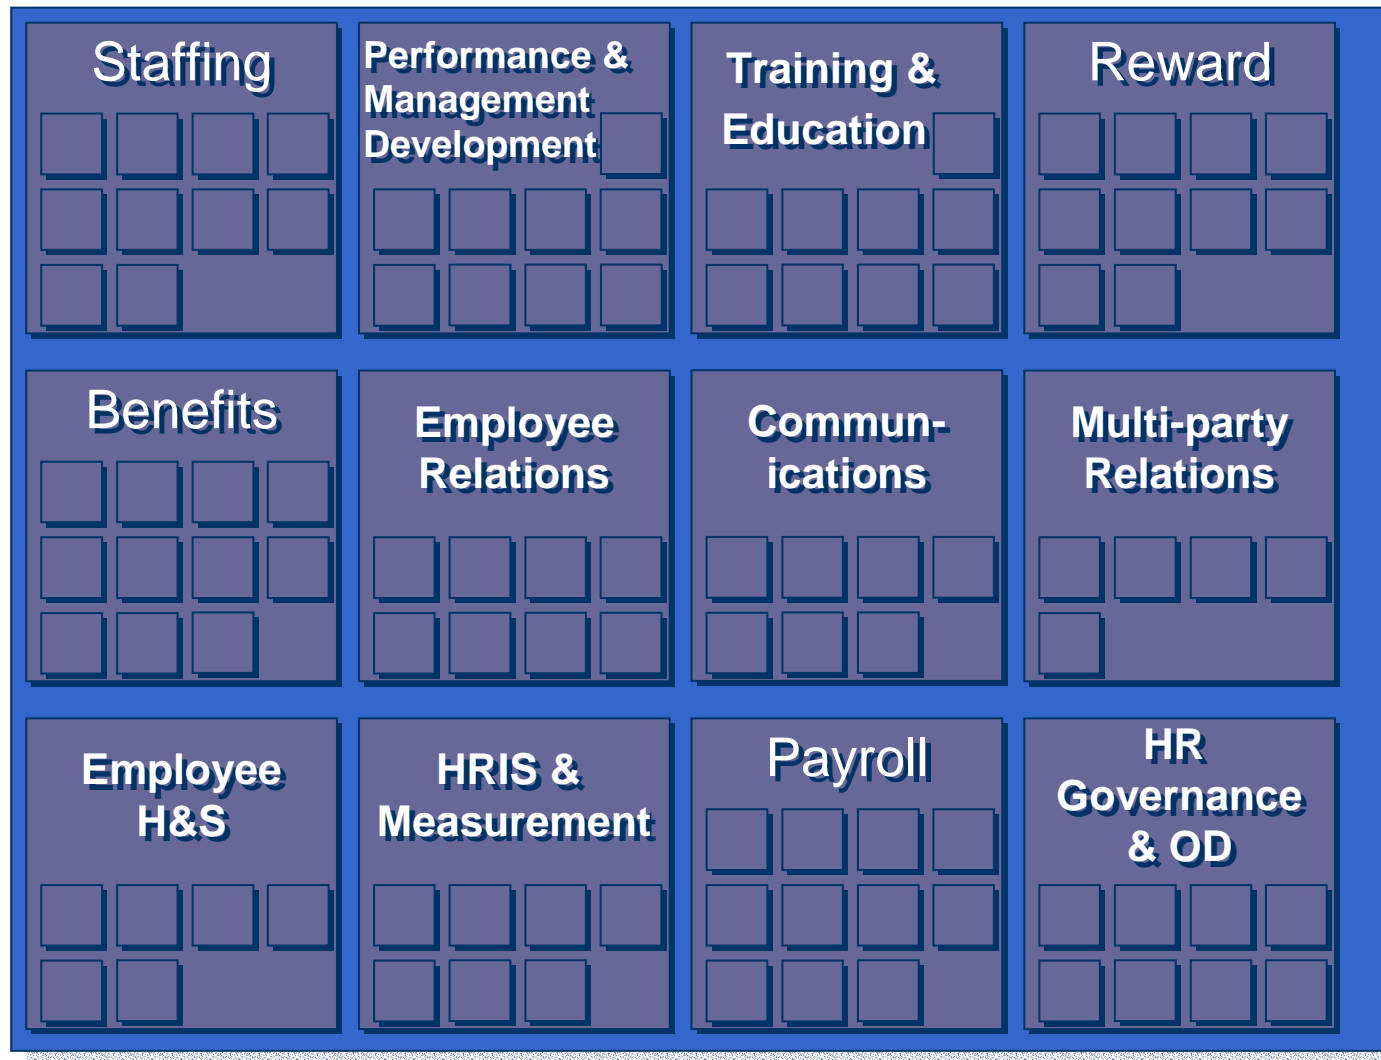 Staffing
Performance &
Management
Development
Training &
Education
Reward
Benefits
Employee
Relations
Commun-
ications
Multi-party
Relations
Employee
H&S
HRIS &
Measurement
Payroll
HR
Governance
& OD